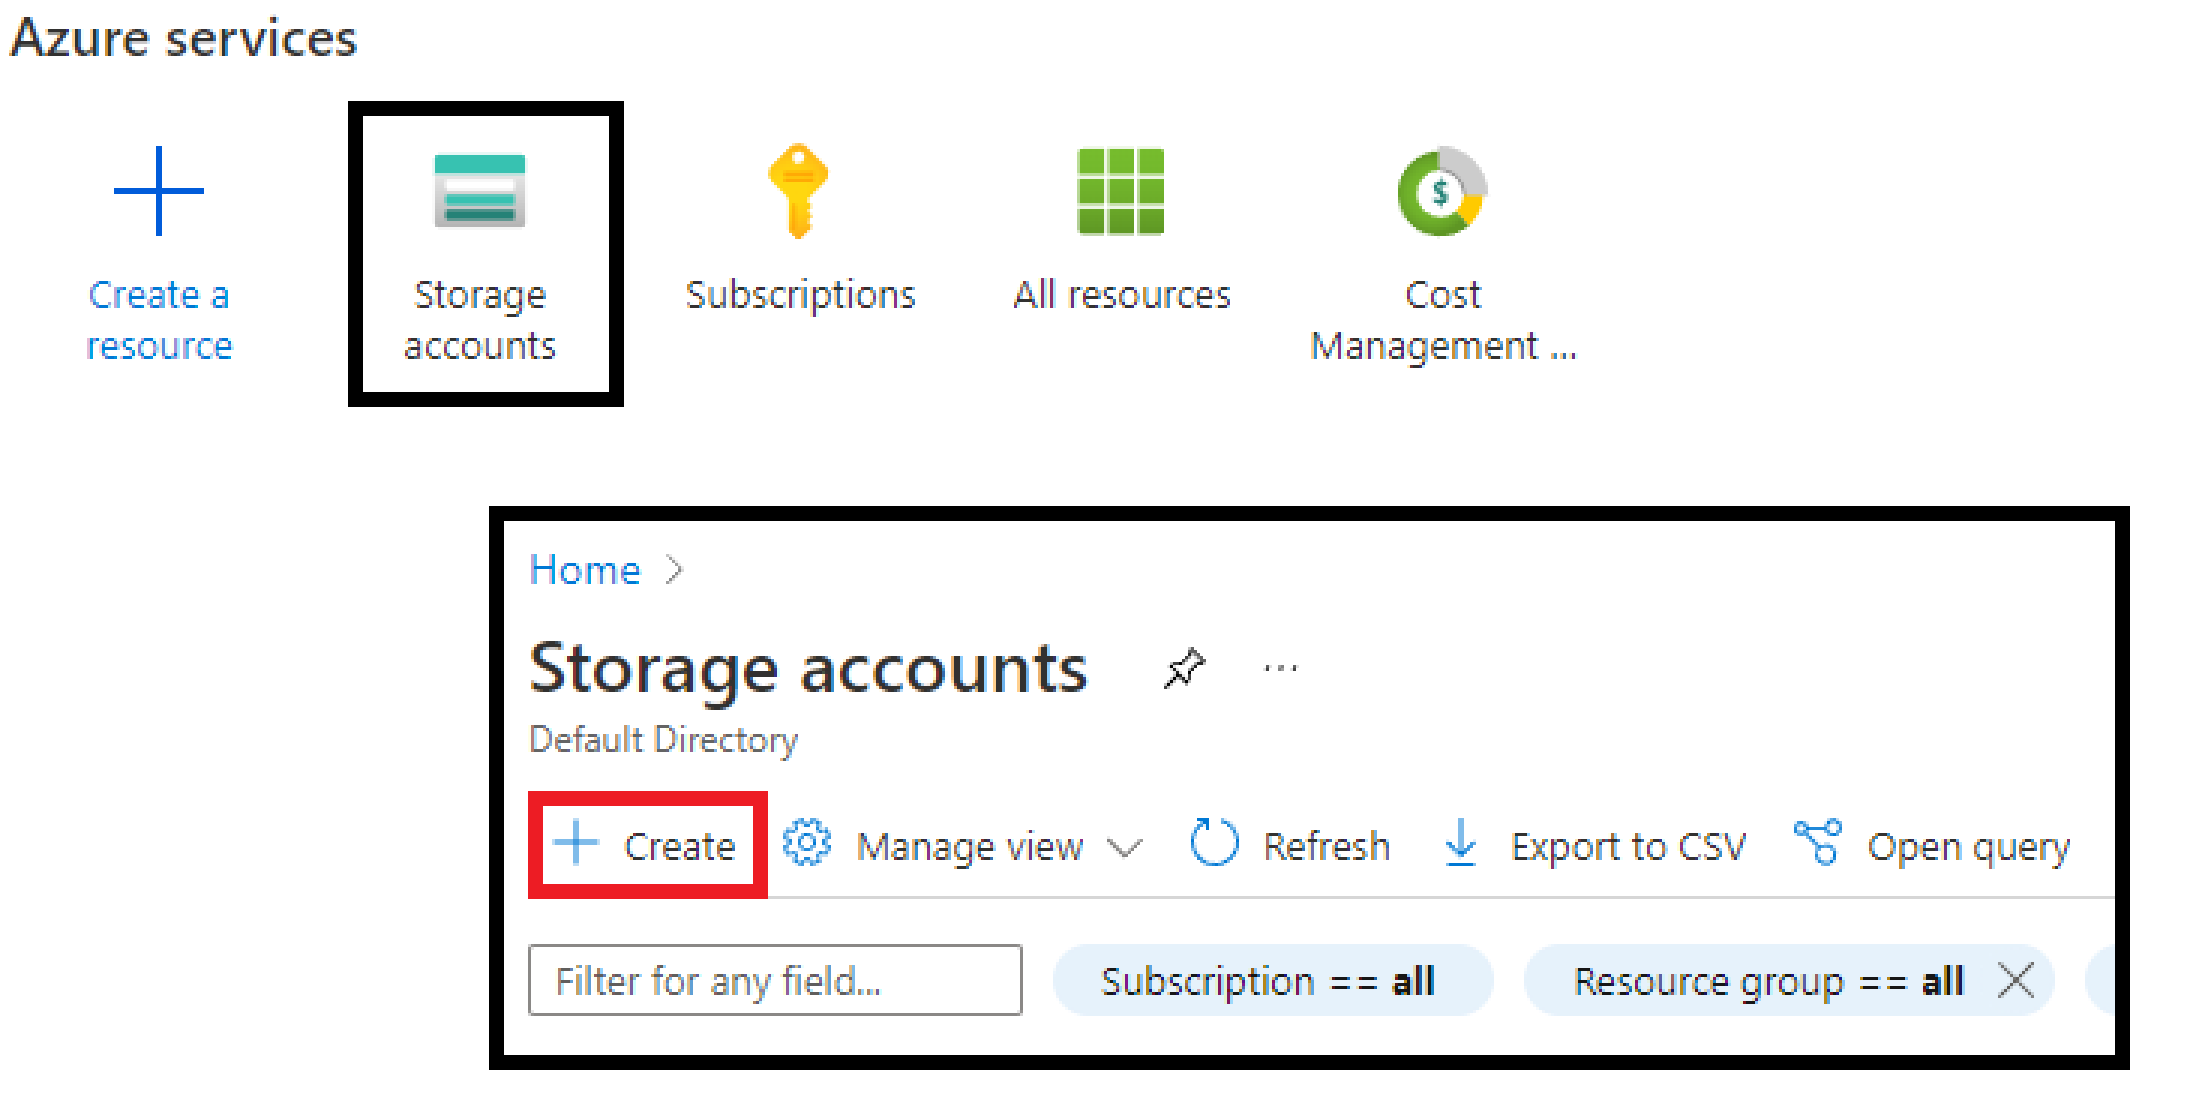 Azure services
Create a
resource
Storage
accounts
Subscriptions
All resources
Cost
Management ...
Home >
Storage accounts ...
Default Directory
Create Manage view Refresh Export to CSV Open query
Filter for any field... Subscription == all Resource group == all